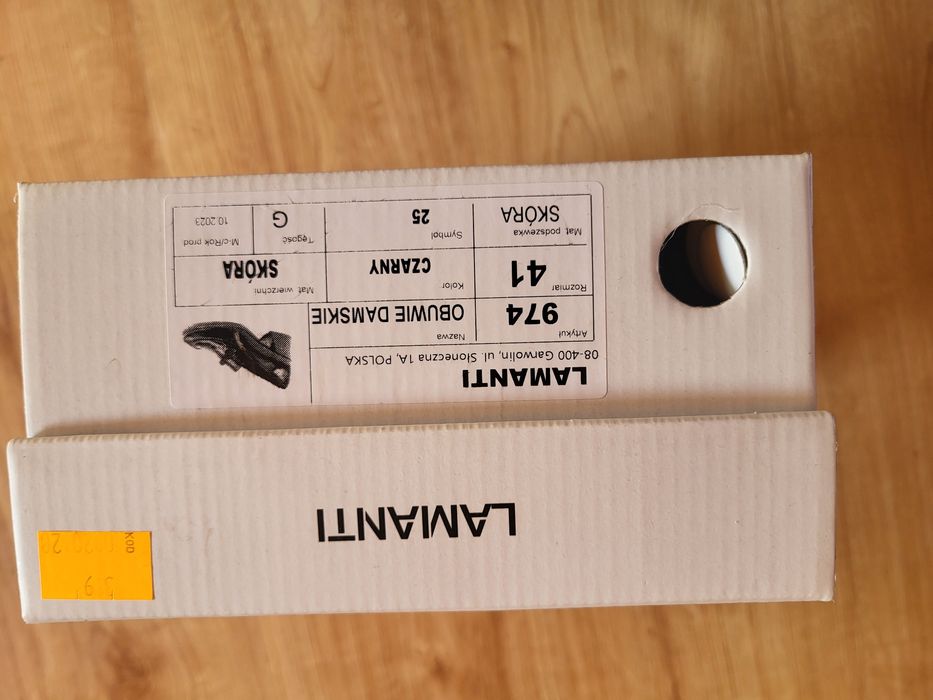 LAMANTI
LAMANTI
08-400 Garwolin, ul. Słoneczna 1A, POLSKA
Artykuł
974
Nazwa
OBUWIE DAMSKIE
Rozmiar
41
Kolor
CZARNY
Mat. wierzchni
SKÓRA
Mat. podszewka
SKÓRA
Symbol
25
Tęgość
G
M-c/Rok prod.
10.2023
KOD